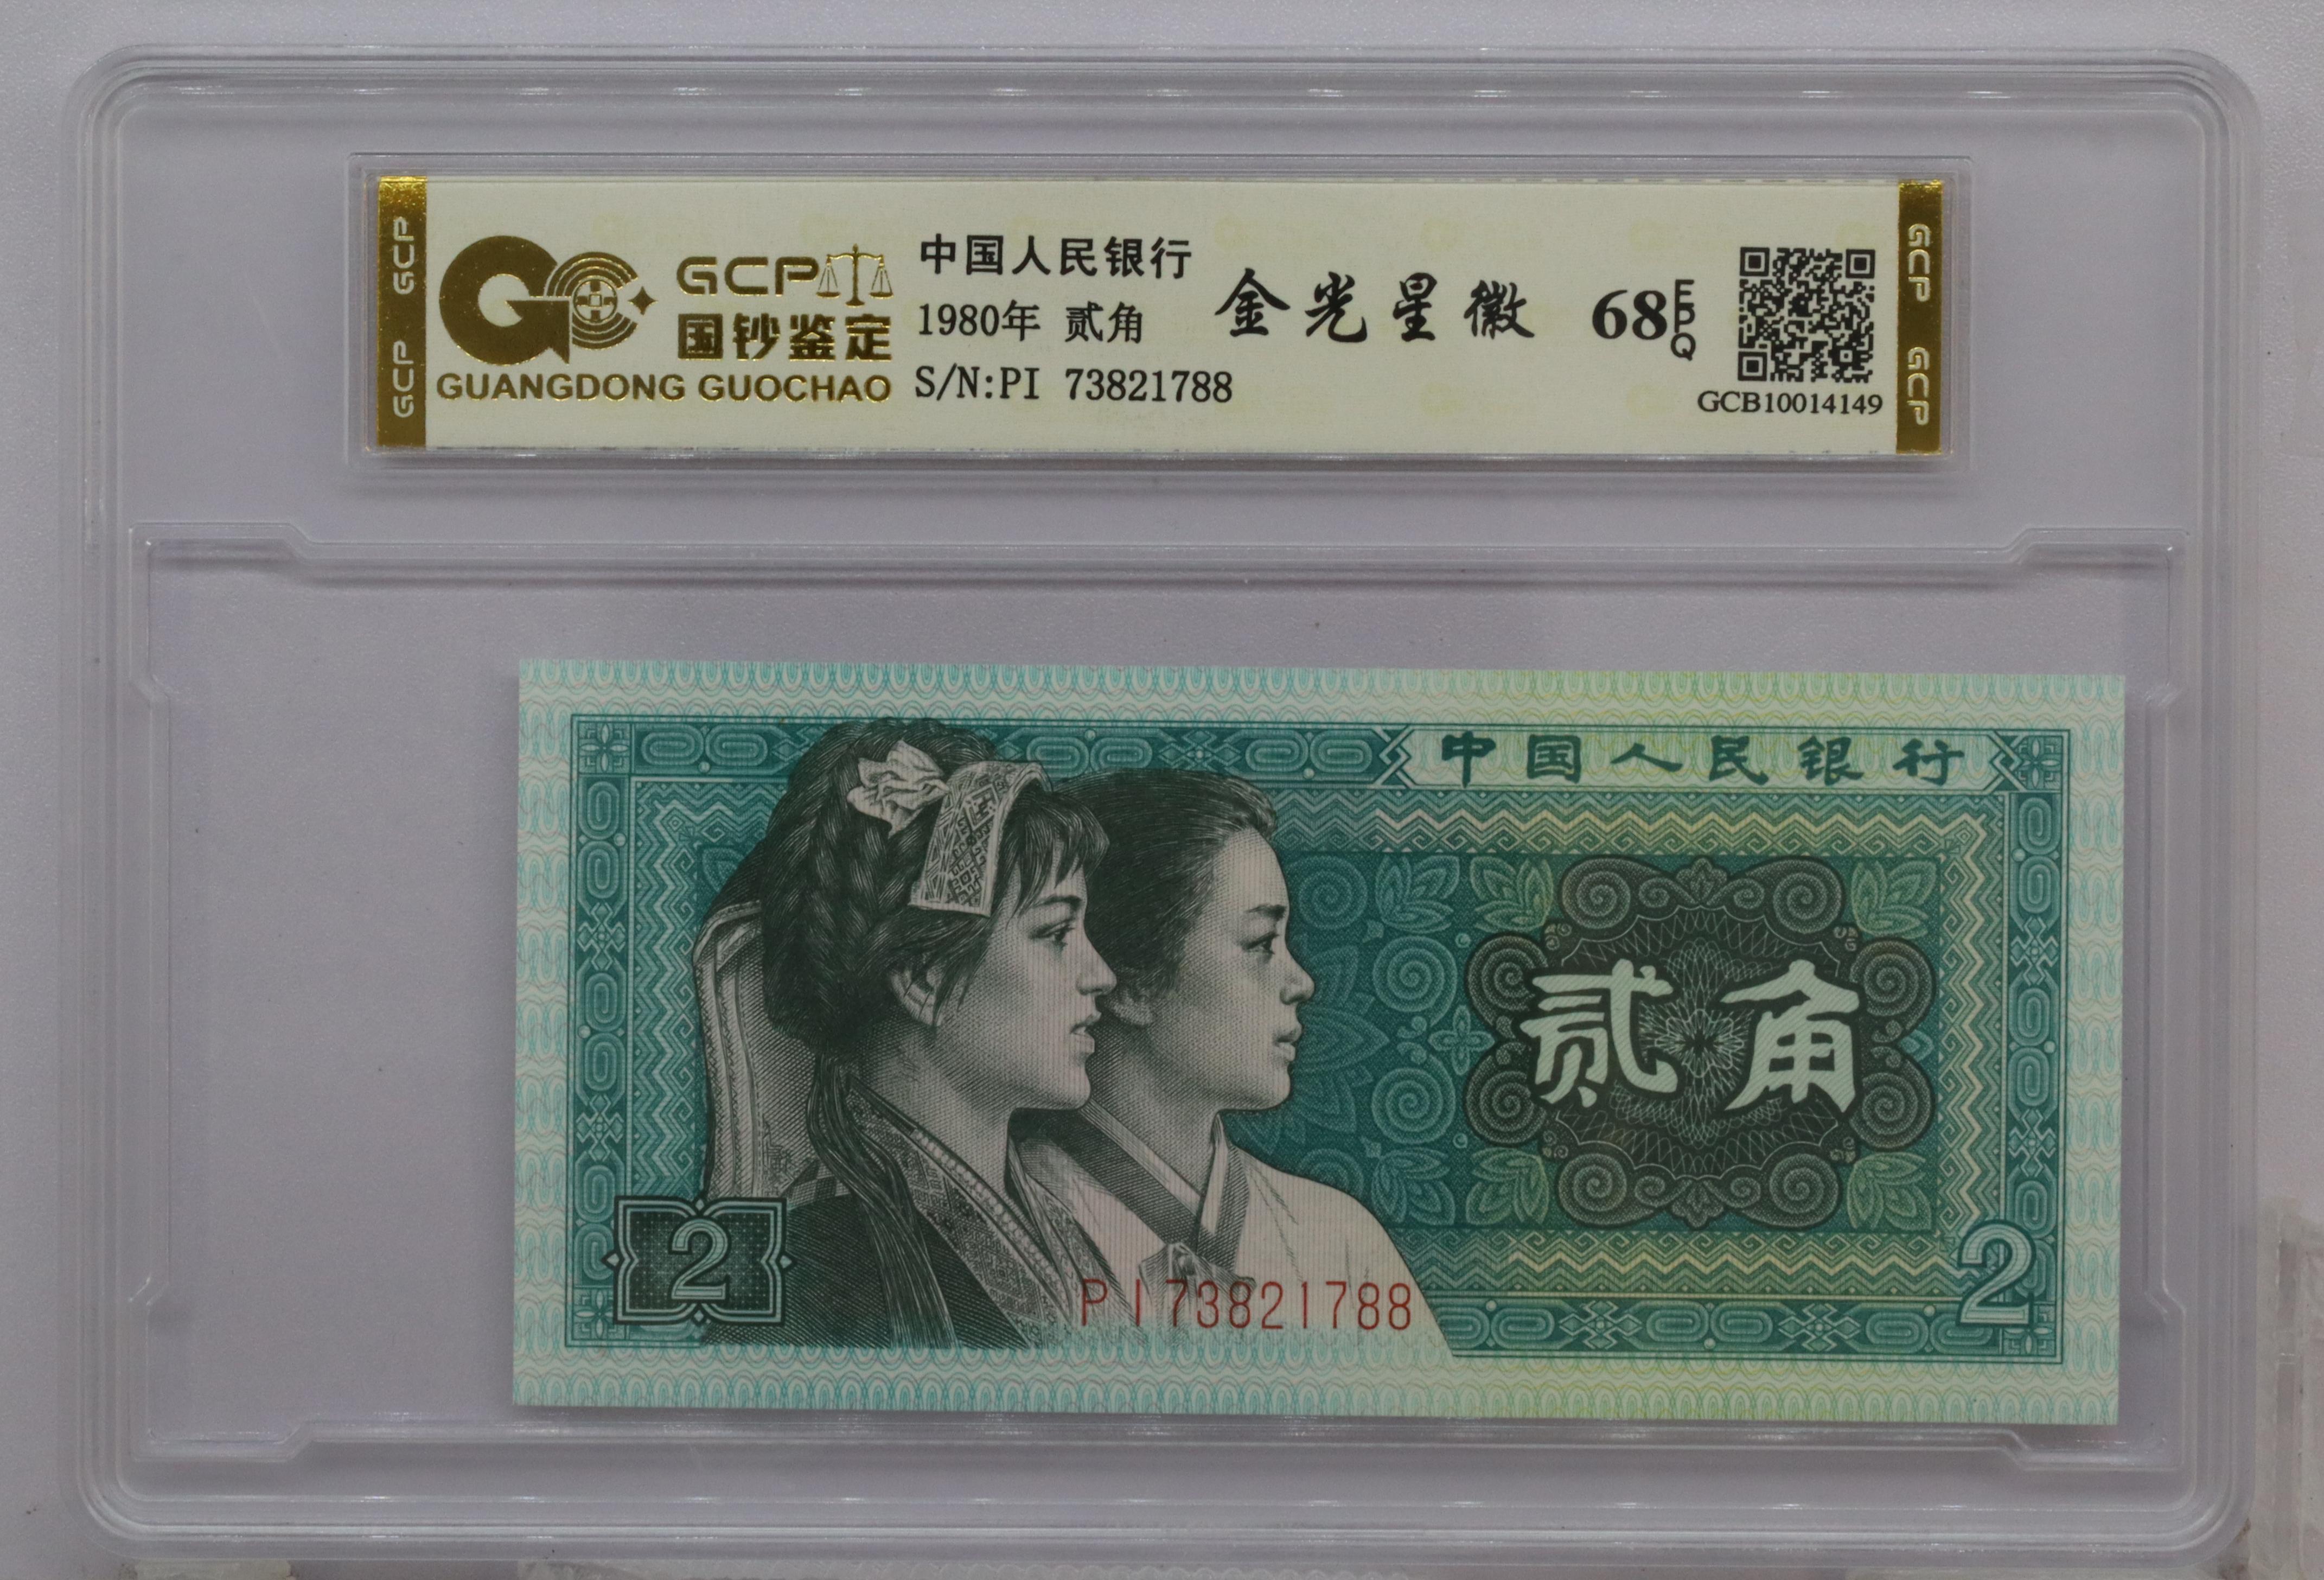 GCP
GCP
GCP
国钞鉴定
GUANGDONG GUOCHAO
中国人民银行
1980年 贰角
S/N:PI 73821788
金光星徽
68 EPQ
GCB10014149
GCP
GCP
中国人民银行
贰角
2
PI73821788
2